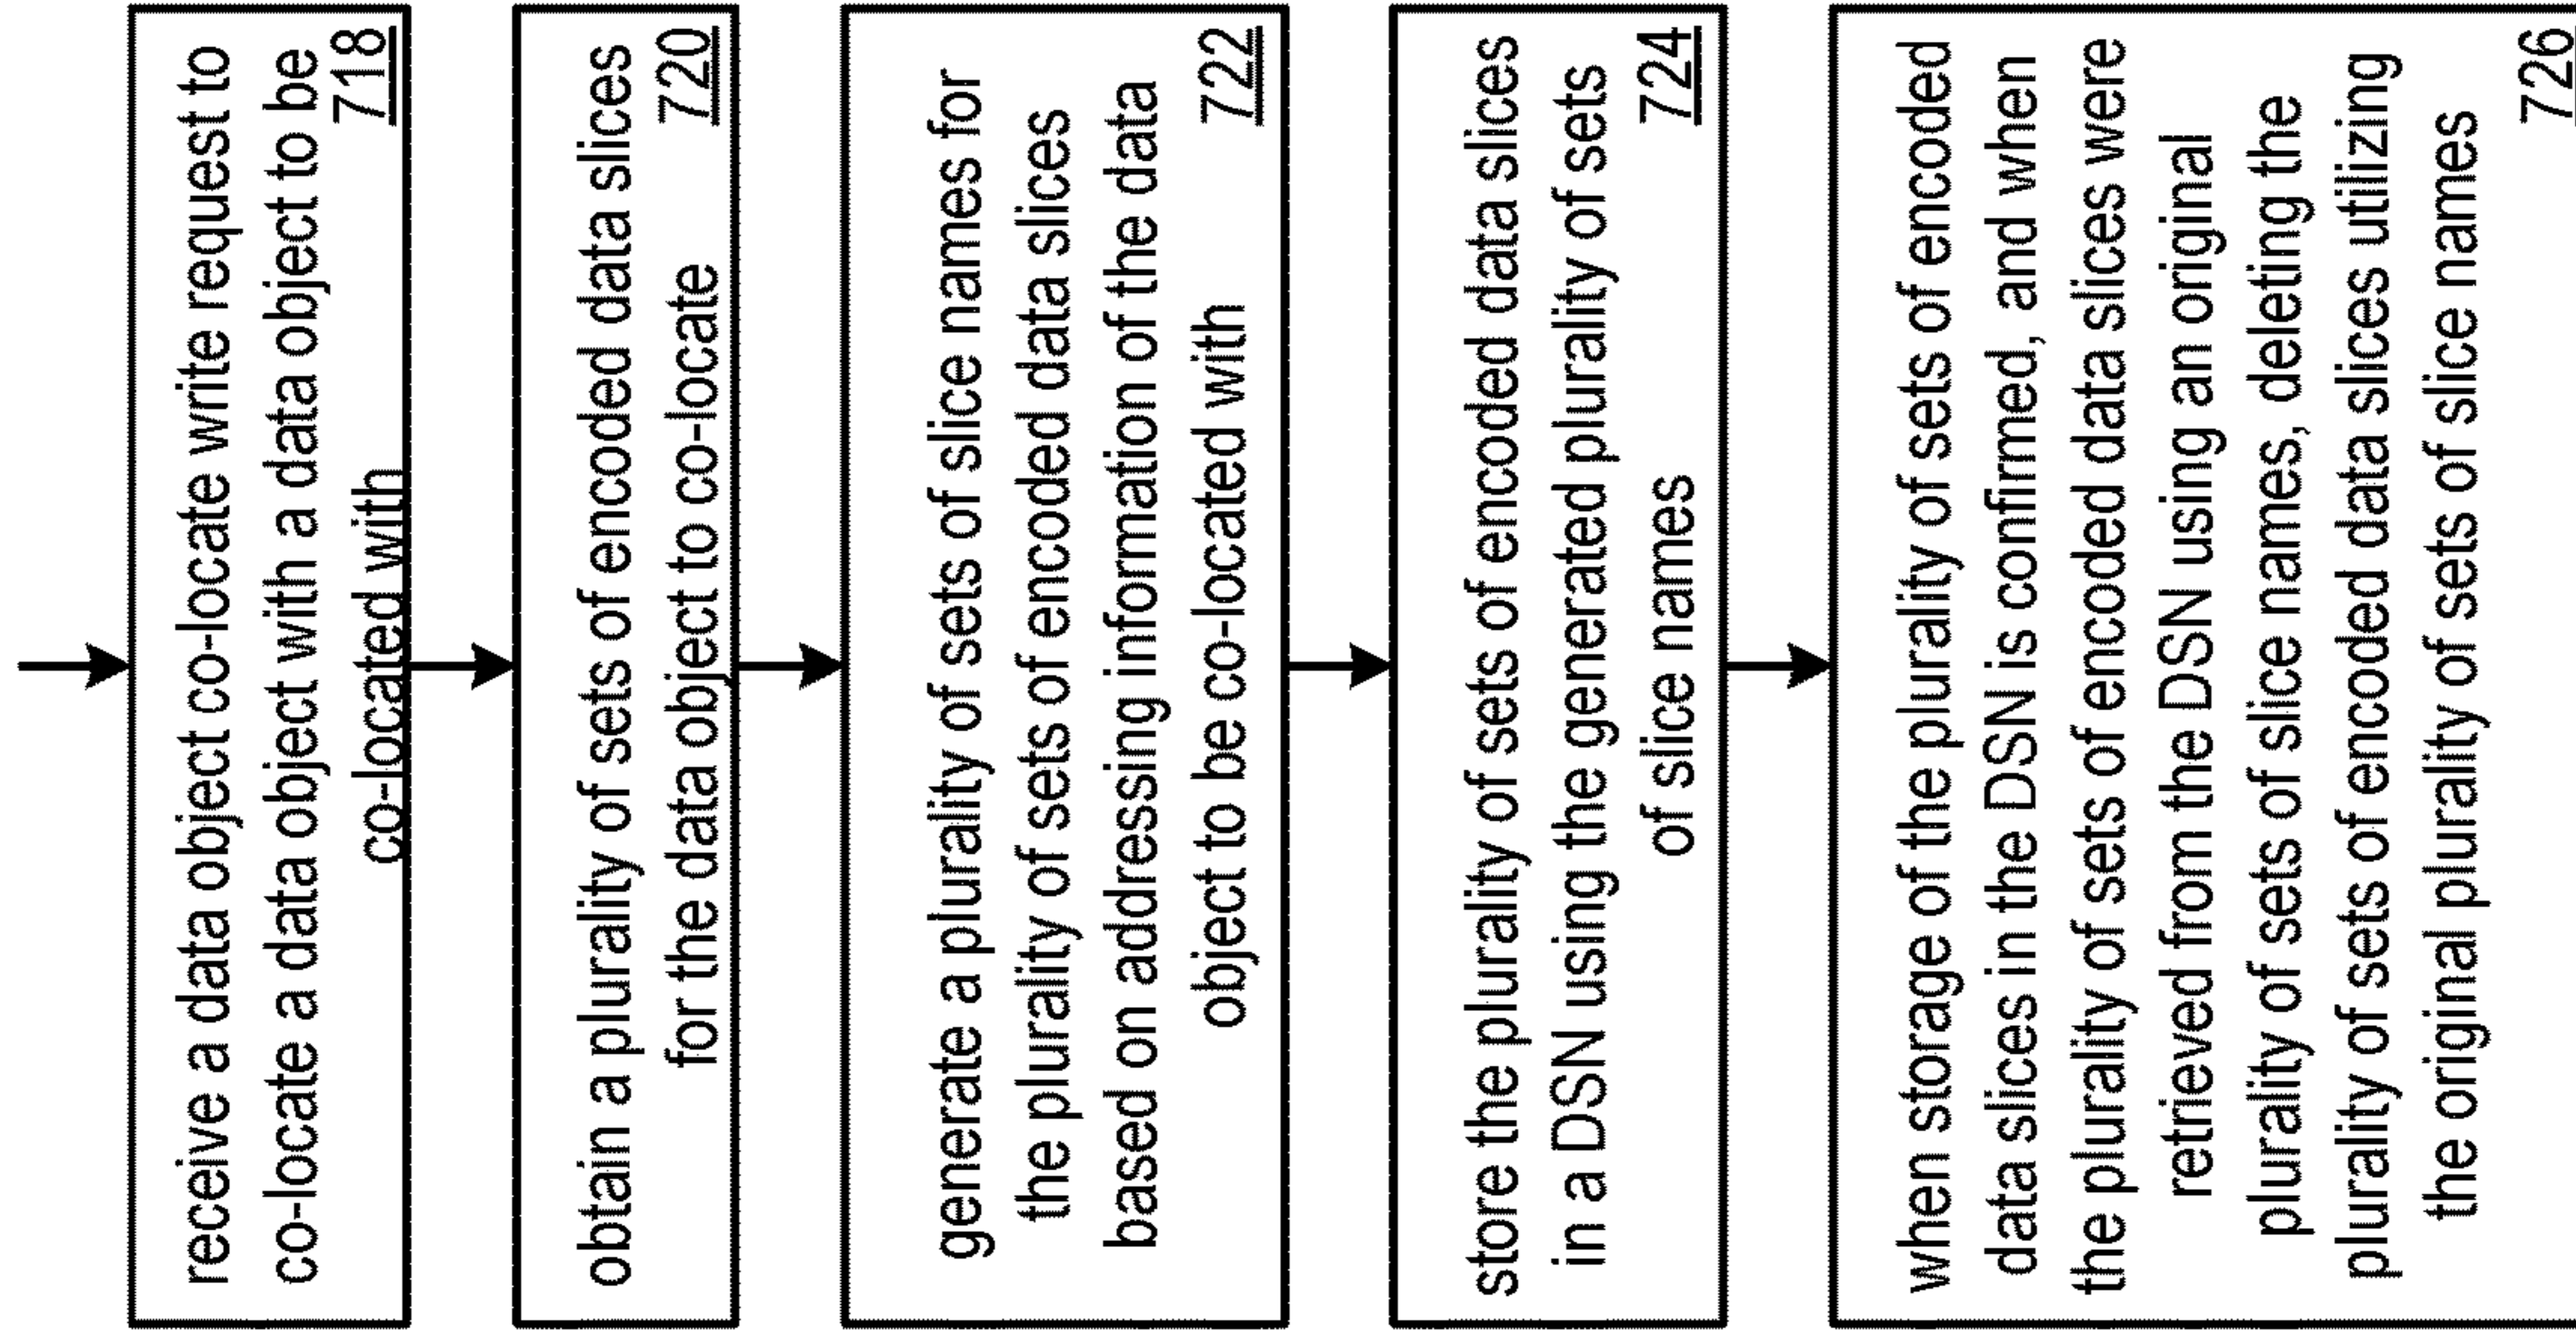 receive a data object co-locate write request to
co-locate a data object with a data object to be
co-located with
718
obtain a plurality of sets of encoded data slices
for the data object to co-locate
720
generate a plurality of sets of slice names for
the plurality of sets of encoded data slices
based on addressing information of the data
object to be co-located with
722
store the plurality of sets of encoded data slices
in a DSN using the generated plurality of sets
of slice names
724
when storage of the plurality of sets of encoded
data slices in the DSN is confirmed, and when
the plurality of sets of encoded data slices were
retrieved from the DSN using an original
plurality of sets of slice names, deleting the
plurality of sets of encoded data slices utilizing
the original plurality of sets of slice names
726